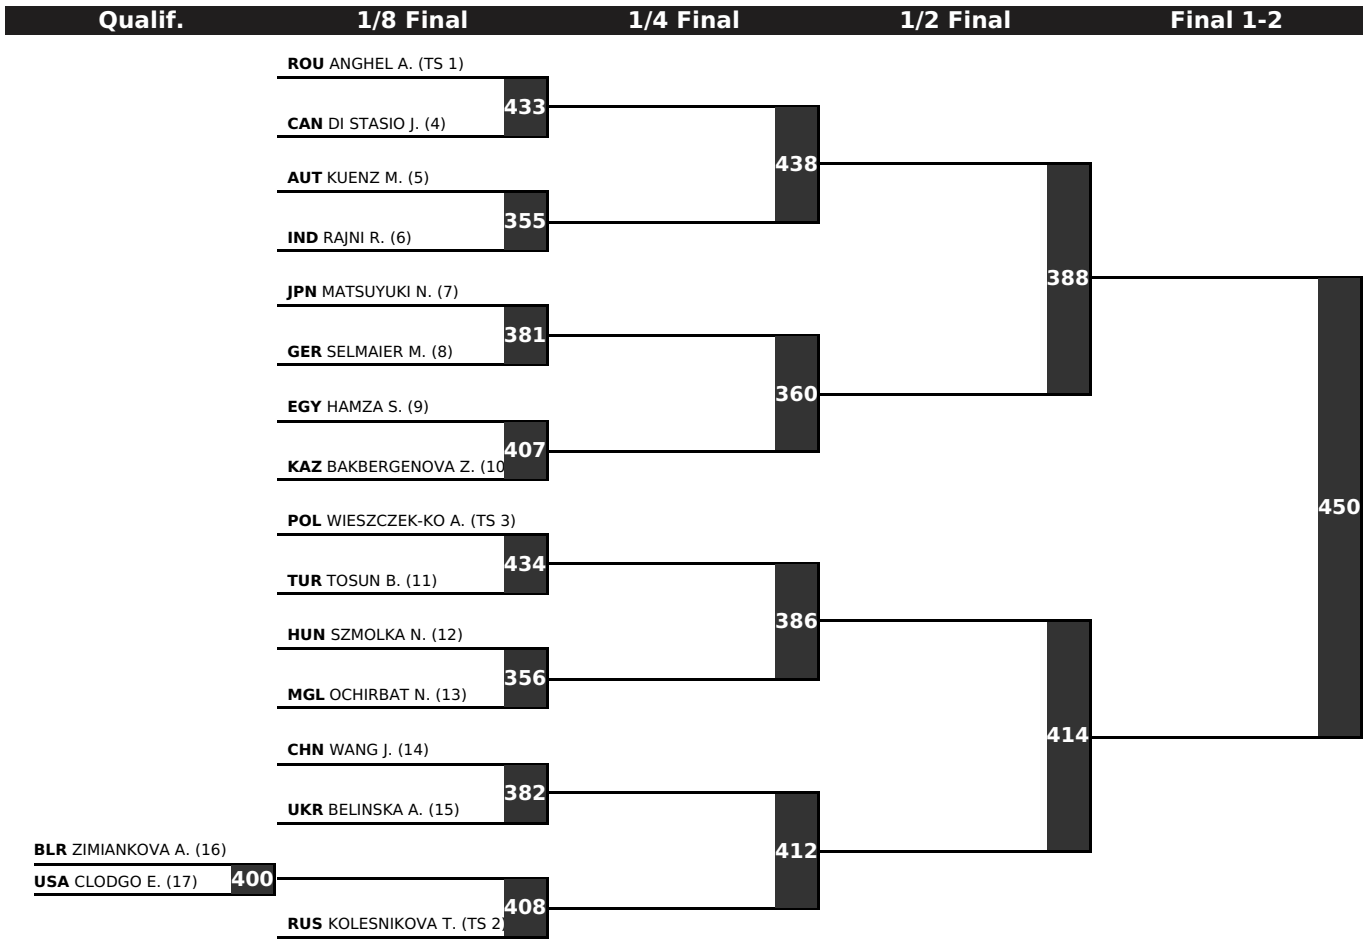 Qualif. 1/8 Final 1/4 Final 1/2 Final Final 1-2
ROU ANGHEL A. (TS 1)
433
CAN DI STASIO J. (4)
438
AUT KUENZ M. (5)
355
IND RAJNI R. (6)
388
JPN MATSUYUKI N. (7)
381
GER SELMAIER M. (8)
360
EGY HAMZA S. (9)
407
KAZ BAKBERGENOVA Z. (10
450
POL WIESZCZEK-KO A. (TS 3)
434
TUR TOSUN B. (11)
386
HUN SZMOLKA N. (12)
356
MGL OCHIRBAT N. (13)
414
CHN WANG J. (14)
382
UKR BELINSKA A. (15)
BLR ZIMIANKOVA A. (16)
412
USA CLODGO E. (17) 400
408
RUS KOLESNIKOVA T. (TS 2)